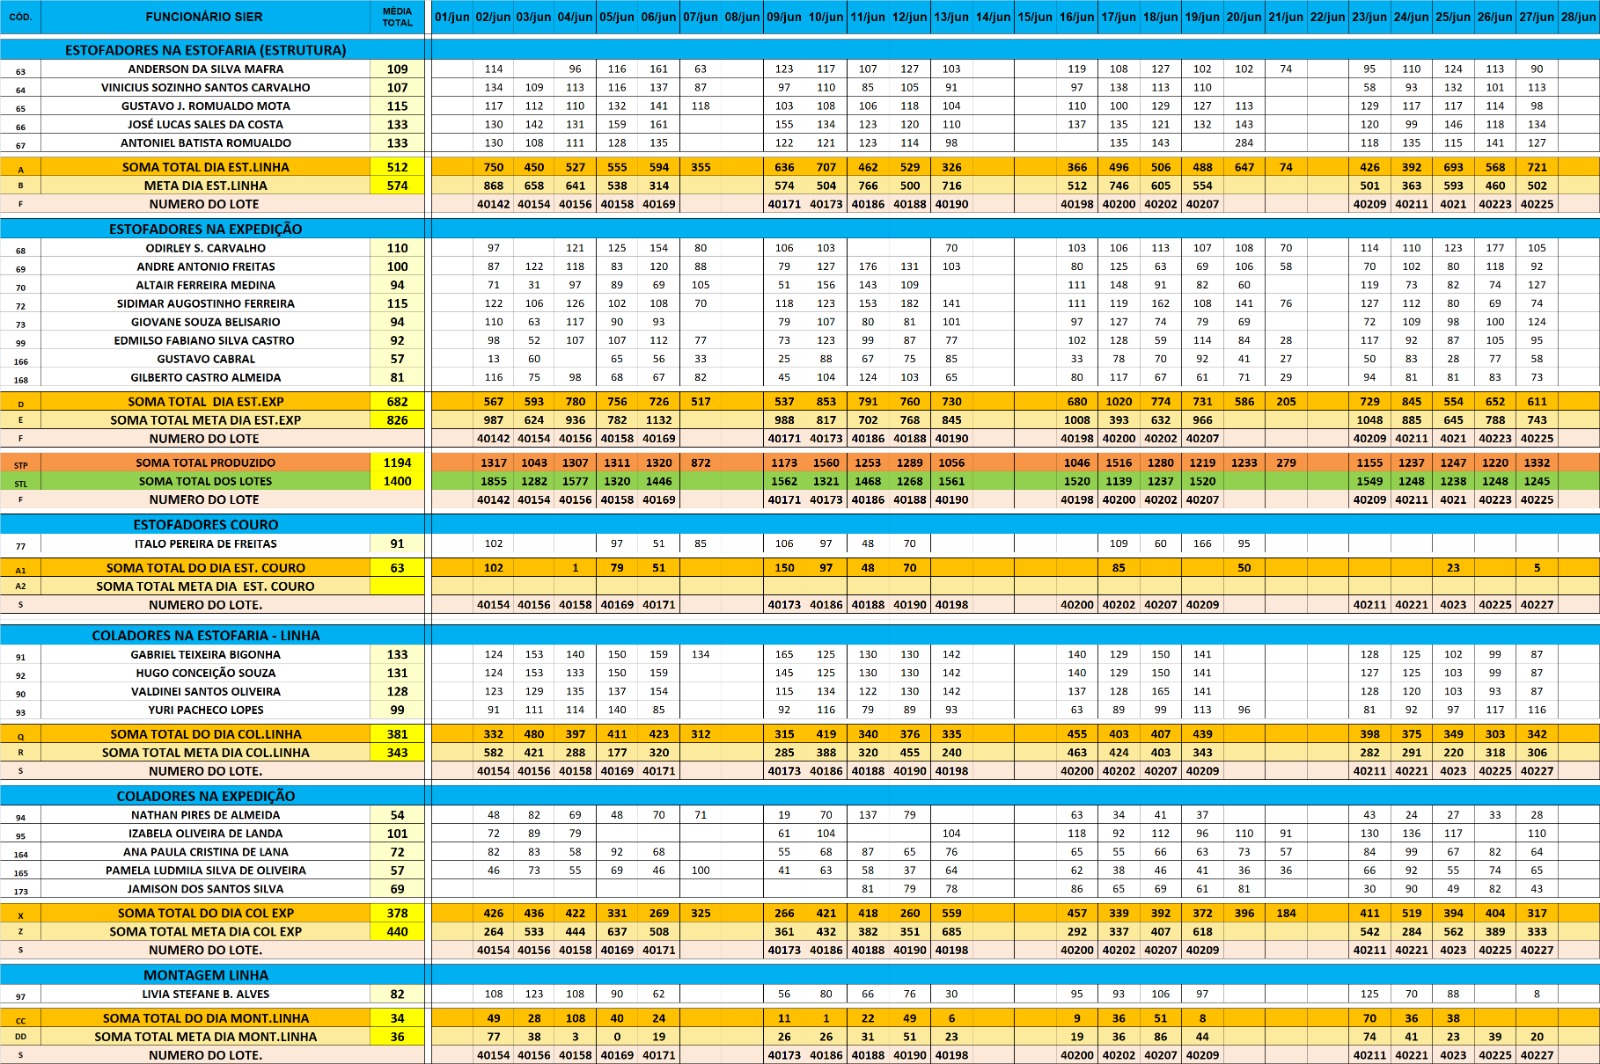 CÓD. FUNCIONÁRIO SIER MÉDIA TOTAL 01/jun 02/jun 03/jun 04/jun 05/jun 06/jun 07/jun 08/jun 09/jun 10/jun 11/jun 12/jun 13/jun 14/jun 15/jun 16/jun 17/jun 18/jun 19/jun 20/jun 21/jun 22/jun 23/jun 24/jun 25/jun 26/jun 27/jun 28/jun
ESTOFADORES NA ESTOFARIA (ESTRUTURA)
63 ANDERSON DA SILVA MAFRA 109 114 96 116 161 63 123 117 107 127 103 119 108 127 102 102 74 95 110 124 113 90
64 VINICIUS SOZINHO SANTOS CARVALHO 107 134 109 113 116 137 87 97 110 85 105 91 97 138 113 110 58 93 132 101 113
65 GUSTAVO J. ROMUALDO MOTA 115 117 112 110 132 141 118 103 108 106 118 104 110 100 129 127 113 129 117 117 114 98
66 JOSÉ LUCAS SALES DA COSTA 133 130 142 131 159 161 155 134 123 120 110 137 135 121 132 143 120 99 146 118 134
67 ANTONIEL BATISTA ROMUALDO 133 130 108 111 128 135 122 121 123 114 98 135 143 284 118 135 115 141 127
A SOMA TOTAL DIA EST.LINHA 512 750 450 527 555 594 355 636 707 462 529 326 366 496 506 488 647 74 426 392 693 568 721
B META DIA EST.LINHA 574 868 658 641 538 314 574 504 766 500 716 512 746 605 554 501 363 593 460 502
F NUMERO DO LOTE 40142 40154 40156 40158 40169 40171 40173 40186 40188 40190 40198 40200 40202 40207 40209 40211 4021 40223 40225
ESTOFADORES NA EXPEDIÇÃO
68 ODIRLEY S. CARVALHO 110 97 121 125 154 80 106 103 70 103 106 113 107 108 70 114 110 123 177 105
69 ANDRE ANTONIO FREITAS 100 87 122 118 83 120 88 79 127 176 131 103 80 125 63 69 106 58 70 102 80 118 92
70 ALTAIR FERREIRA MEDINA 94 71 31 97 89 69 105 51 156 143 109 111 148 91 82 60 119 73 82 74 127
72 SIDIMAR AUGOSTINHO FERREIRA 115 122 106 126 102 108 70 118 123 153 182 141 111 119 162 108 141 76 127 112 80 69 74
73 GIOVANE SOUZA BELISARIO 94 110 63 117 90 93 79 107 80 81 101 97 127 74 79 69 72 109 98 100 124
99 EDMILSO FABIANO SILVA CASTRO 92 98 52 107 107 112 77 73 123 99 87 77 102 128 59 114 84 28 117 92 87 105 95
166 GUSTAVO CABRAL 57 13 60 65 56 33 25 88 67 75 85 33 78 70 92 41 27 50 83 28 77 58
168 GILBERTO CASTRO ALMEIDA 81 116 75 98 68 67 82 45 104 124 103 65 80 117 67 61 71 29 94 81 81 83 73
D SOMA TOTAL DIA EST.EXP 682 567 593 780 756 726 517 537 853 791 760 730 680 1020 774 731 586 205 729 845 554 652 611
E SOMA TOTAL META DIA EST.EXP 826 987 624 936 782 1132 988 817 702 768 845 1008 393 632 966 1048 885 645 788 743
F NUMERO DO LOTE 40142 40154 40156 40158 40169 40171 40173 40186 40188 40190 40198 40200 40202 40207 40209 40211 4021 40223 40225
STP SOMA TOTAL PRODUZIDO 1194 1317 1043 1307 1311 1320 872 1173 1560 1253 1289 1056 1046 1516 1280 1219 1233 279 1155 1237 1247 1220 1332
STL SOMA TOTAL DOS LOTES 1400 1855 1282 1577 1320 1446 1562 1321 1468 1268 1561 1520 1139 1237 1520 1549 1248 1238 1248 1245
F NUMERO DO LOTE 40142 40154 40156 40158 40169 40171 40173 40186 40188 40190 40198 40200 40202 40207 40209 40211 4021 40223 40225
ESTOFADORES COURO
77 ITALO PEREIRA DE FREITAS 91 102 97 51 85 106 97 48 70 109 60 166 95
A1 SOMA TOTAL DO DIA EST. COURO 63 102 1 79 51 150 97 48 70 85 50 23 5
A2 SOMA TOTAL META DIA EST. COURO
S NUMERO DO LOTE. 40154 40156 40158 40169 40171 40173 40186 40188 40190 40198 40200 40202 40207 40209 40211 40221 4023 40225 40227
COLADORES NA ESTOFARIA - LINHA
91 GABRIEL TEIXEIRA BIGONHA 133 124 153 140 150 159 134 165 125 130 130 142 140 129 150 141 128 125 102 99 87
92 HUGO CONCEIÇÃO SOUZA 131 124 153 133 150 159 145 125 130 130 142 140 129 150 141 127 125 103 99 87
90 VALDINEI SANTOS OLIVEIRA 128 123 129 135 137 154 115 134 122 130 142 137 128 165 141 128 120 103 93 87
93 YURI PACHECO LOPES 99 91 111 114 140 85 92 116 79 89 93 63 89 99 113 96 81 92 97 117 116
Q SOMA TOTAL DO DIA COL.LINHA 381 332 480 397 411 423 312 315 419 340 376 335 455 403 407 439 398 375 349 303 342
R SOMA TOTAL META DIA COL.LINHA 343 582 421 288 177 320 285 388 320 455 240 463 424 403 343 282 291 220 318 306
S NUMERO DO LOTE. 40154 40156 40158 40169 40171 40173 40186 40188 40190 40198 40200 40202 40207 40209 40211 40221 4023 40225 40227
COLADORES NA EXPEDIÇÃO
94 NATHAN PIRES DE ALMEIDA 54 48 82 69 48 70 71 19 70 137 79 63 34 41 37 43 24 27 33 28
95 IZABELA OLIVEIRA DE LANDA 101 72 89 79 61 104 104 118 92 112 96 110 91 130 136 117 110
164 ANA PAULA CRISTINA DE LANA 72 82 83 58 92 68 55 68 87 65 76 65 55 66 63 73 57 84 99 67 82 64
165 PAMELA LUDMILA SILVA DE OLIVEIRA 57 46 73 55 69 46 100 41 63 58 37 64 62 38 46 41 36 36 66 92 55 74 65
173 JAMISON DOS SANTOS SILVA 69 81 79 78 86 65 69 61 81 30 90 49 82 43
X SOMA TOTAL DO DIA COL EXP 378 426 436 422 331 269 325 266 421 418 260 559 457 339 392 372 396 184 411 519 394 404 317
Z SOMA TOTAL META DIA COL EXP 440 264 533 444 637 508 361 432 382 351 685 292 337 407 618 542 284 562 389 333
S NUMERO DO LOTE. 40154 40156 40158 40169 40171 40173 40186 40188 40190 40198 40200 40202 40207 40209 40211 40221 4023 40225 40227
MONTAGEM LINHA
97 LIVIA STEFANE B. ALVES 82 108 123 108 90 62 56 80 66 76 30 95 93 106 97 125 70 88 8
CC SOMA TOTAL DO DIA MONT.LINHA 34 49 28 108 40 24 11 1 22 49 6 9 36 51 8 70 36 38
DD SOMA TOTAL META DIA MONT.LINHA 36 77 38 3 0 19 26 26 31 51 23 19 36 86 44 74 41 23 39 20
S NUMERO DO LOTE. 40154 40156 40158 40169 40171 40173 40186 40188 40190 40198 40200 40202 40207 40209 40211 40221 4023 40225 40227